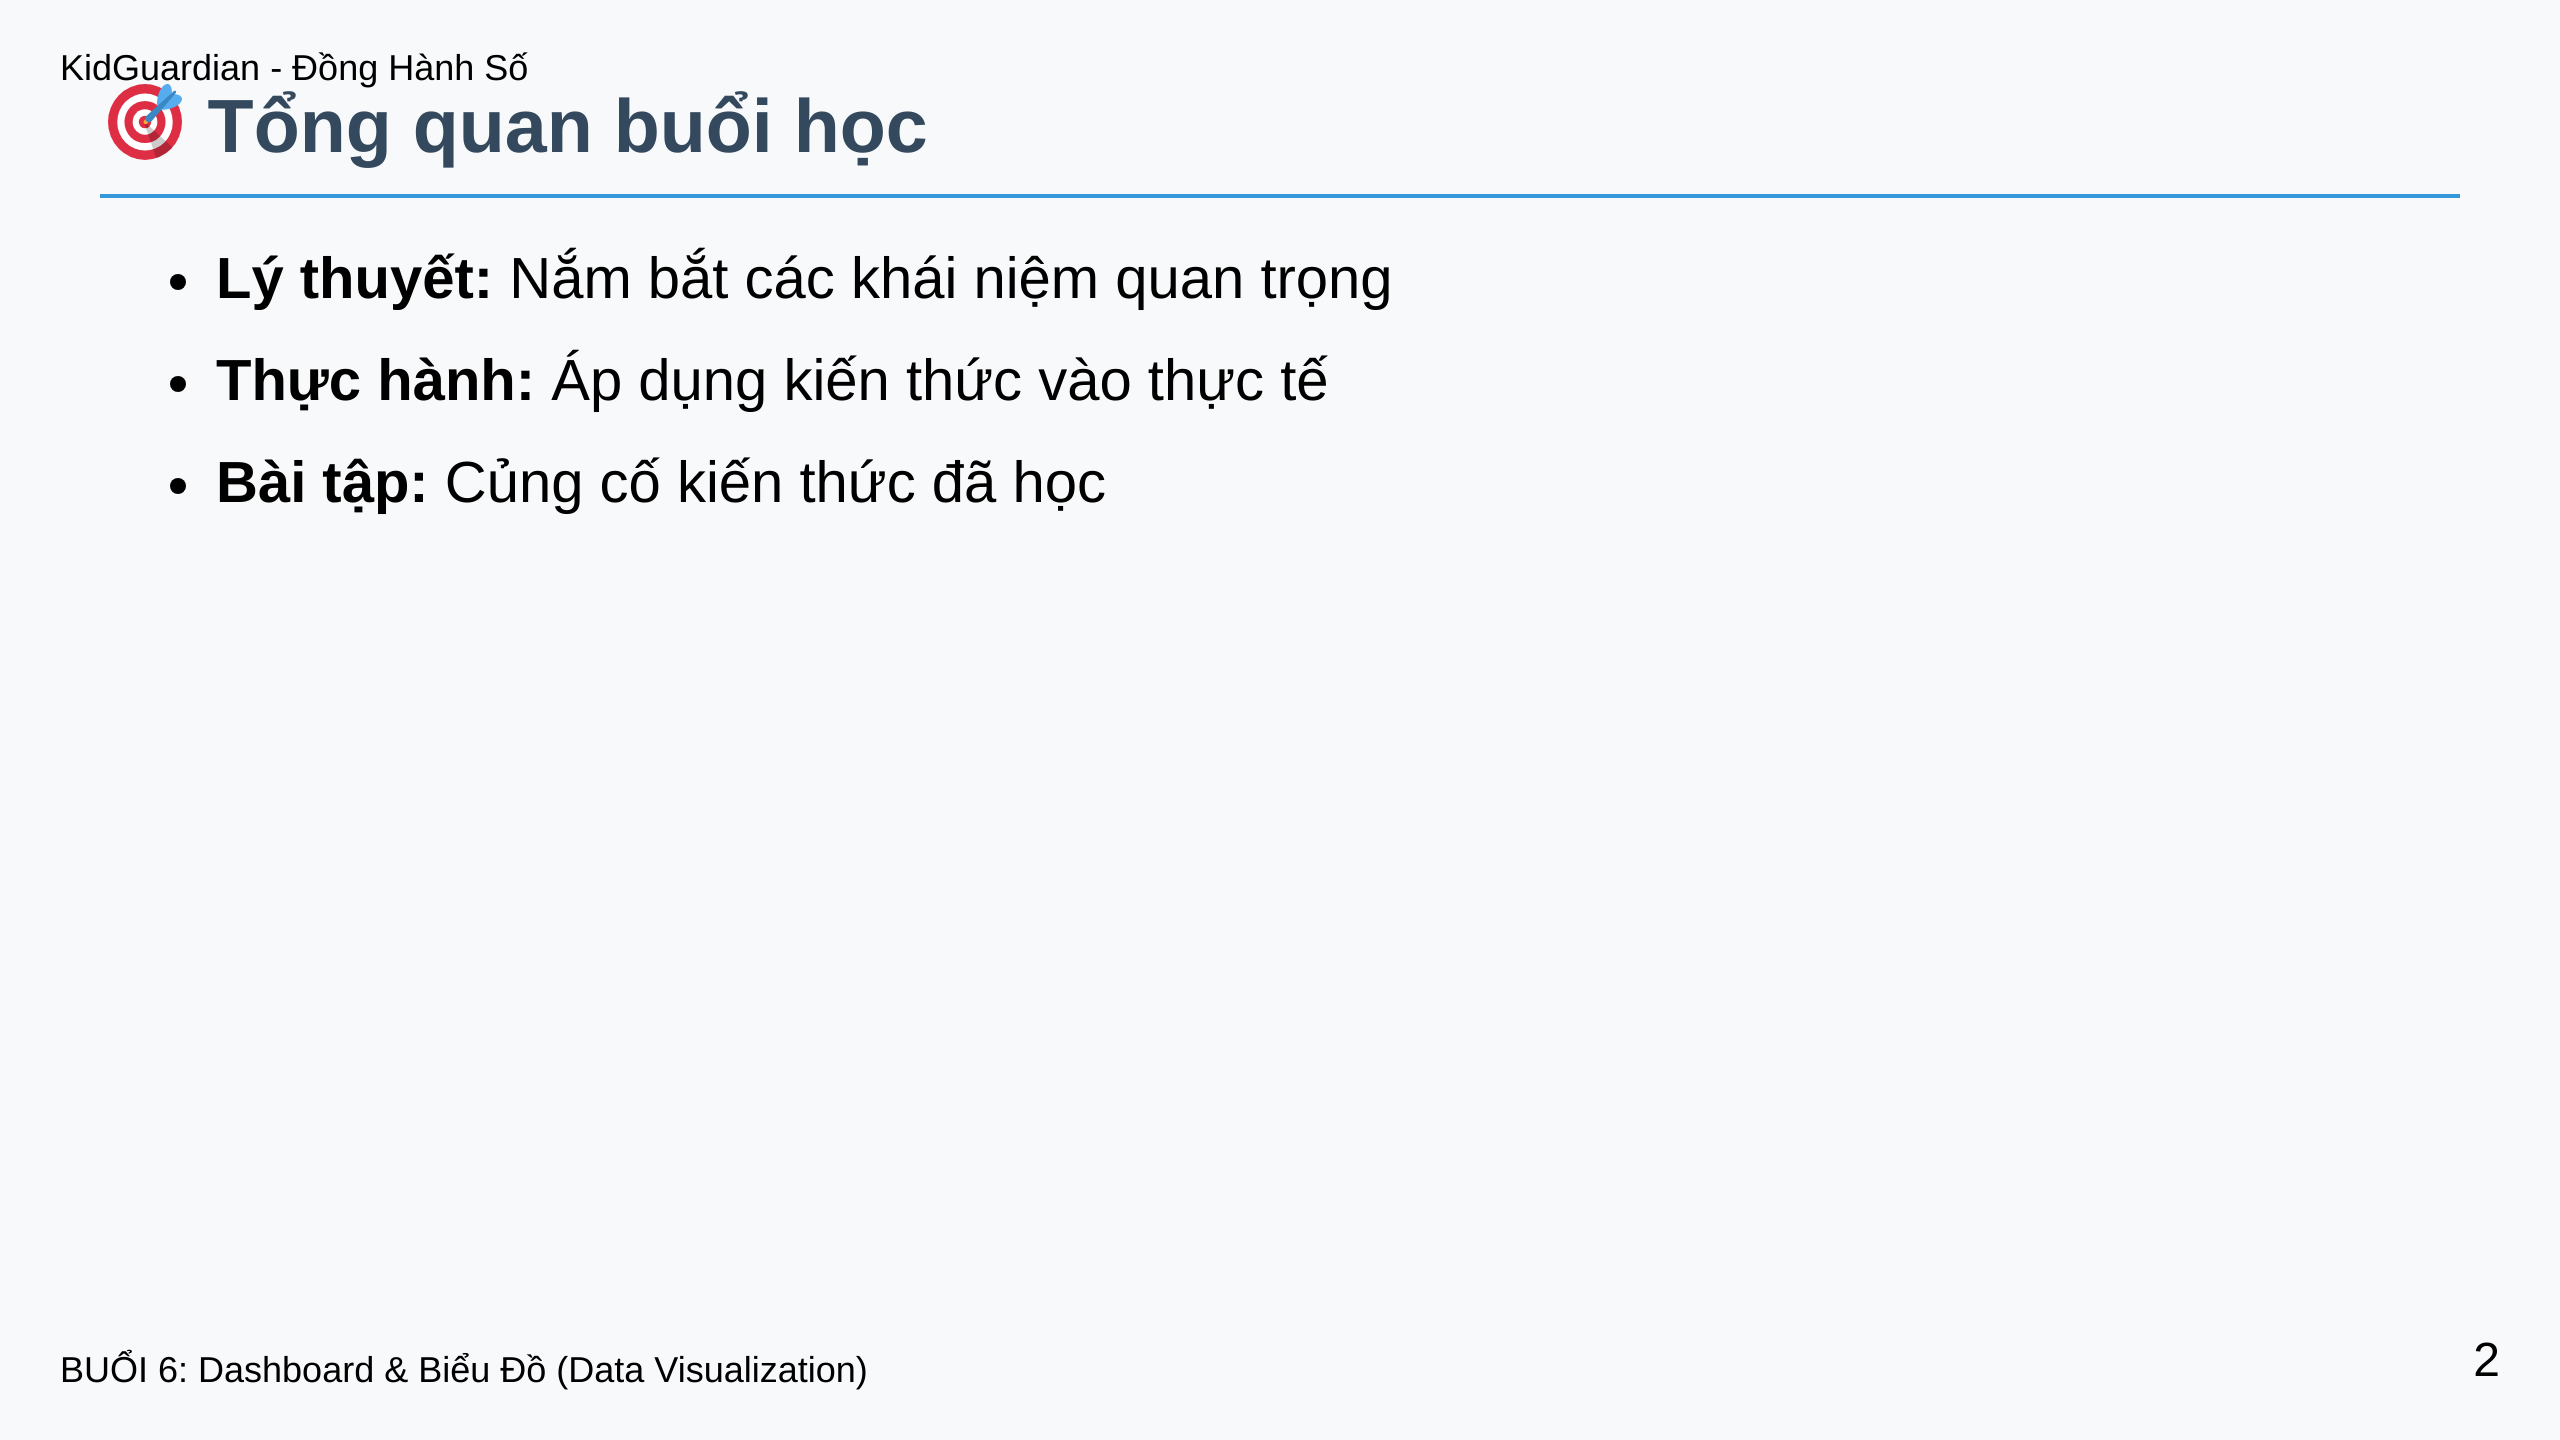 KidGuardian - Đồng Hành Số
🎯 Tổng quan buổi học
• Lý thuyết: Nắm bắt các khái niệm quan trọng
• Thực hành: Áp dụng kiến thức vào thực tế
• Bài tập: Củng cố kiến thức đã học
BUỔI 6: Dashboard & Biểu Đồ (Data Visualization)
2